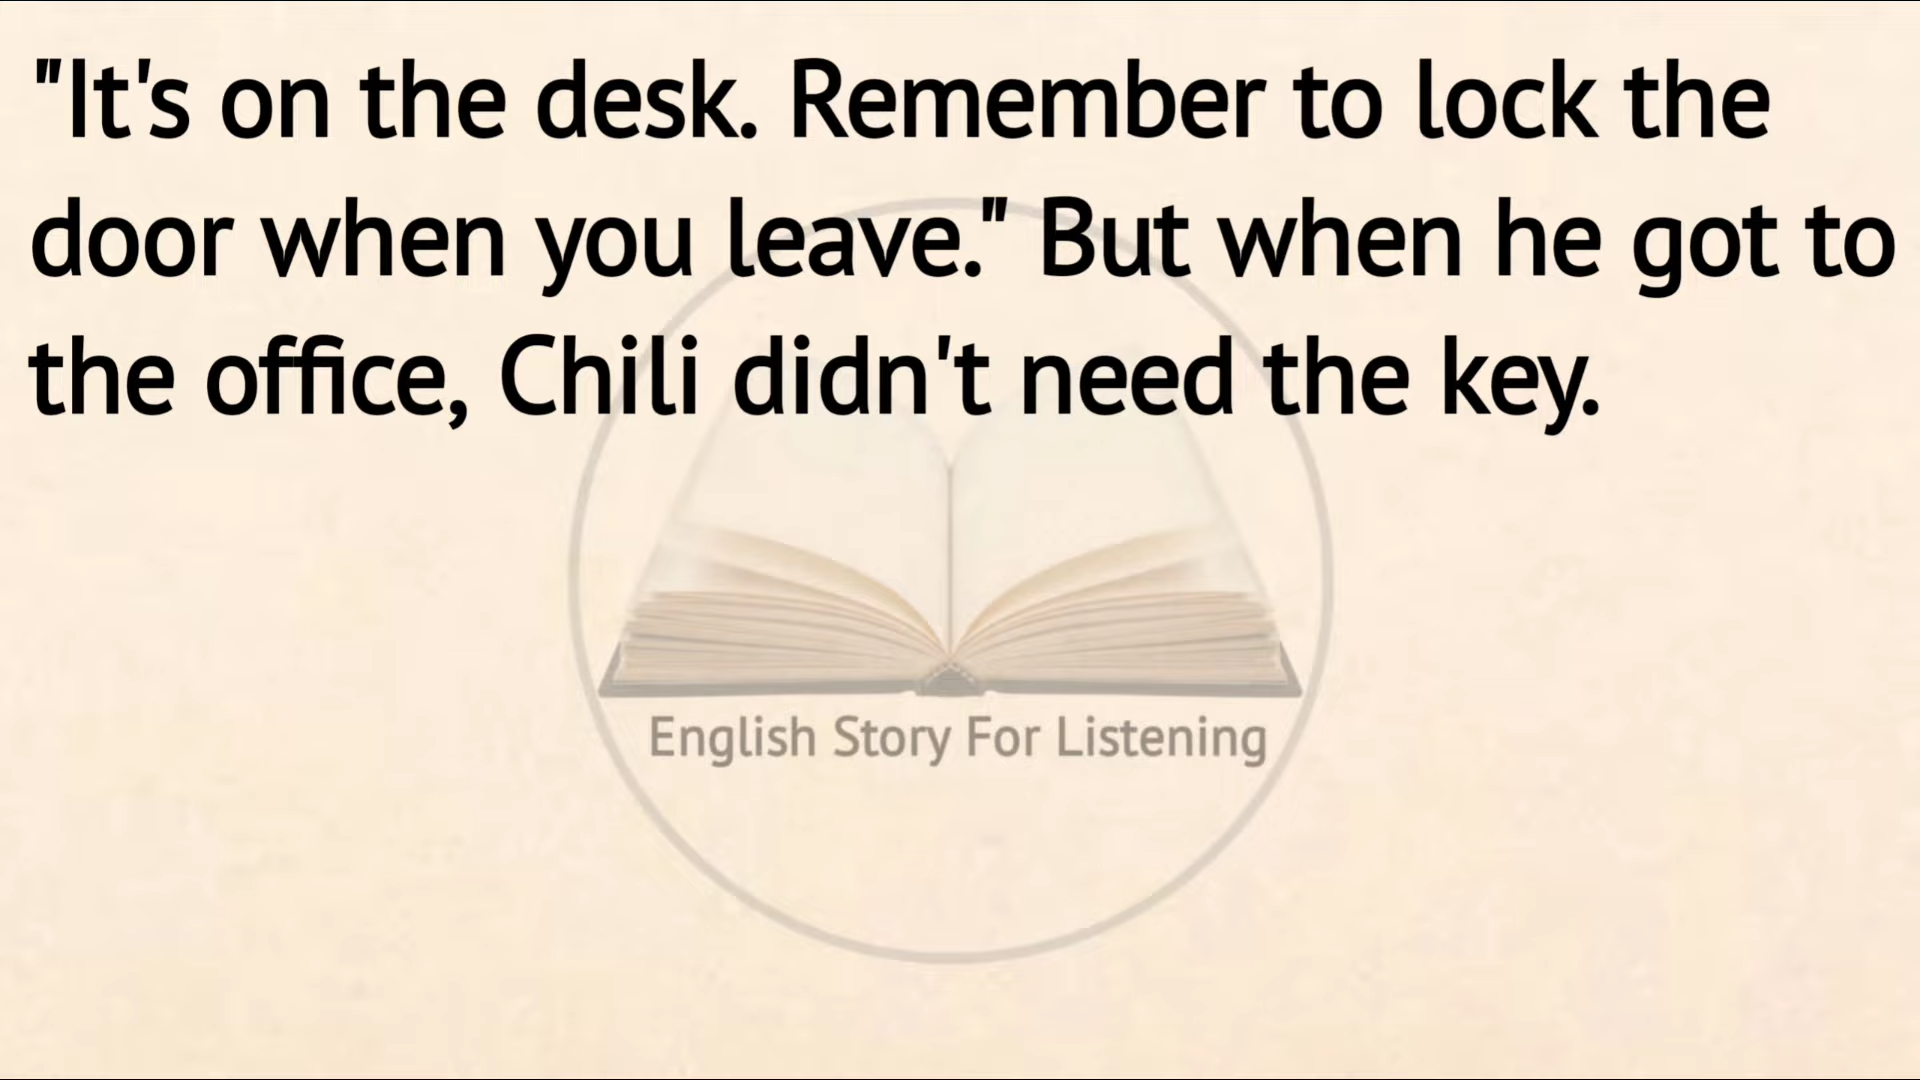 "It's on the desk. Remember to lock the
door when you leave." But when he got to
the office, Chili didn't need the key.
English Story For Listening